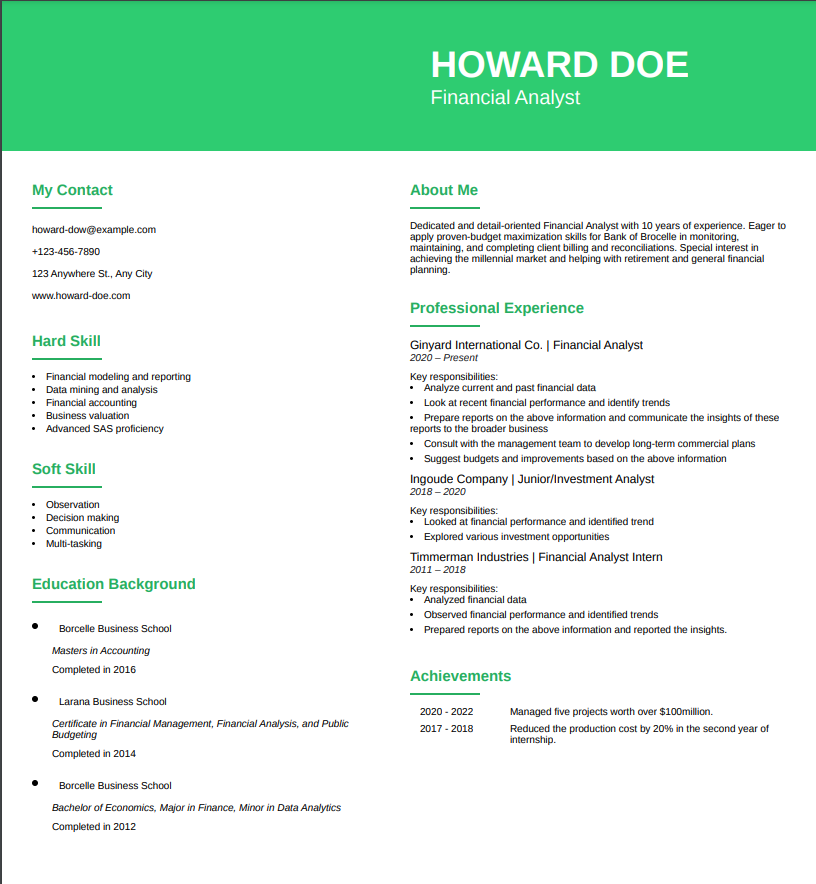 HOWARD DOE
Financial Analyst
My Contact
howard-dow@example.com
+123-456-7890
123 Anywhere St., Any City
www.howard-doe.com
Hard Skill
• Financial modeling and reporting
• Data mining and analysis
• Financial accounting
• Business valuation
• Advanced SAS proficiency
Soft Skill
• Observation
• Decision making
• Communication
• Multi-tasking
Education Background
• Borcelle Business School
Masters in Accounting
Completed in 2016
• Larana Business School
Certificate in Financial Management, Financial Analysis, and Public
Budgeting
Completed in 2014
• Borcelle Business School
Bachelor of Economics, Major in Finance, Minor in Data Analytics
Completed in 2012
About Me
Dedicated and detail-oriented Financial Analyst with 10 years of experience. Eager to
apply proven-budget maximization skills for Bank of Brocelle in monitoring,
maintaining, and completing client billing and reconciliations. Special interest in
achieving the millennial market and helping with retirement and general financial
planning.
Professional Experience
Ginyard International Co. | Financial Analyst
2020 – Present
Key responsibilities:
• Analyze current and past financial data
• Look at recent financial performance and identify trends
• Prepare reports on the above information and communicate the insights of these
reports to the broader business
• Consult with the management team to develop long-term commercial plans
• Suggest budgets and improvements based on the above information
Ingoude Company | Junior/Investment Analyst
2018 – 2020
Key responsibilities:
• Looked at financial performance and identified trend
• Explored various investment opportunities
Timmerman Industries | Financial Analyst Intern
2011 – 2018
Key responsibilities:
• Analyzed financial data
• Observed financial performance and identified trends
• Prepared reports on the above information and reported the insights.
Achievements
2020 - 2022 Managed five projects worth over $100million.
2017 - 2018 Reduced the production cost by 20% in the second year of
internship.